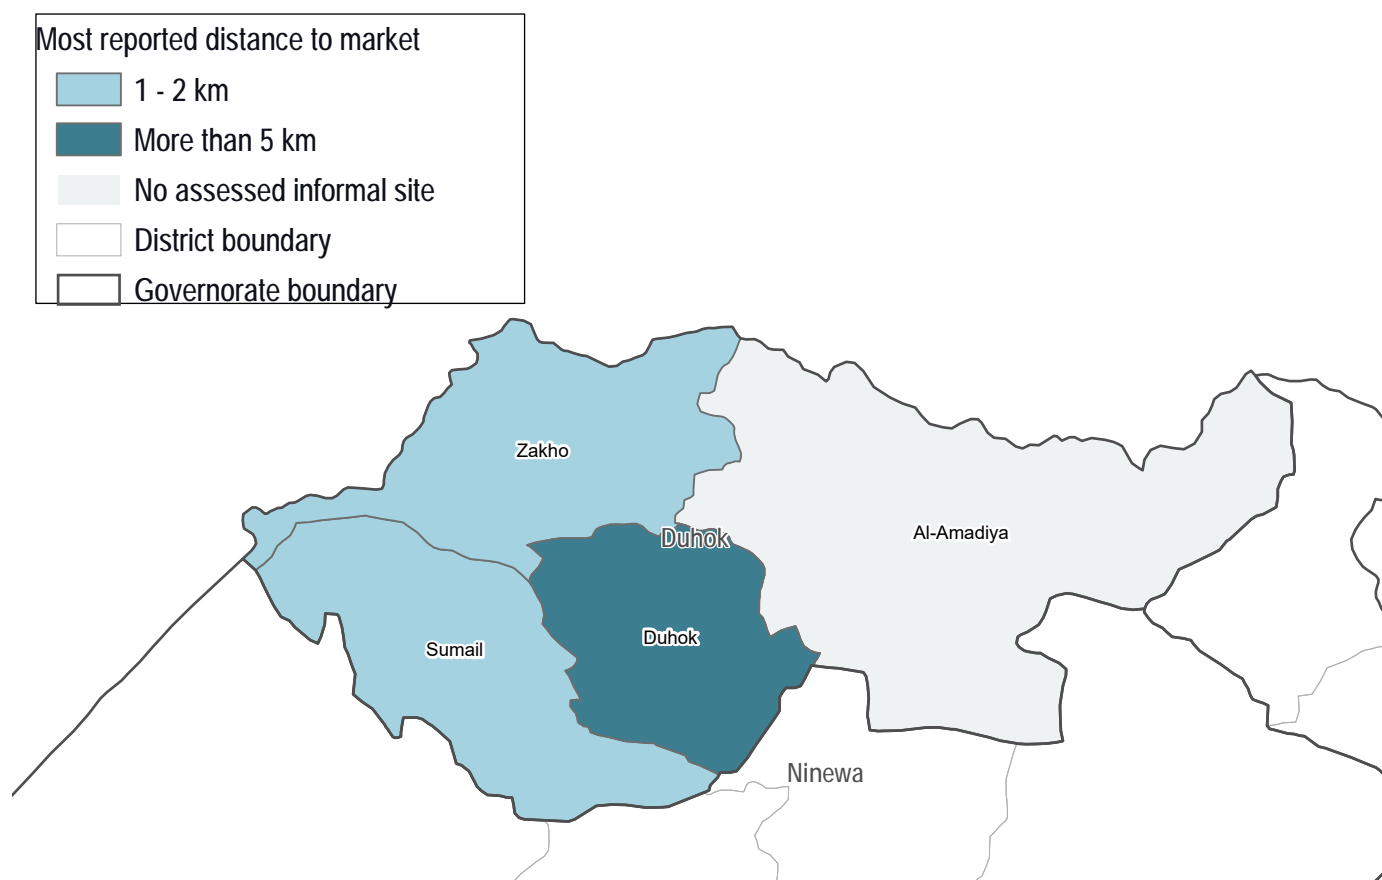 Most reported distance to market
1 - 2 km
More than 5 km
No assessed informal site
District boundary
Governorate boundary
Zakho
Duhok
Al-Amadiya
Duhok
Sumail
Ninewa